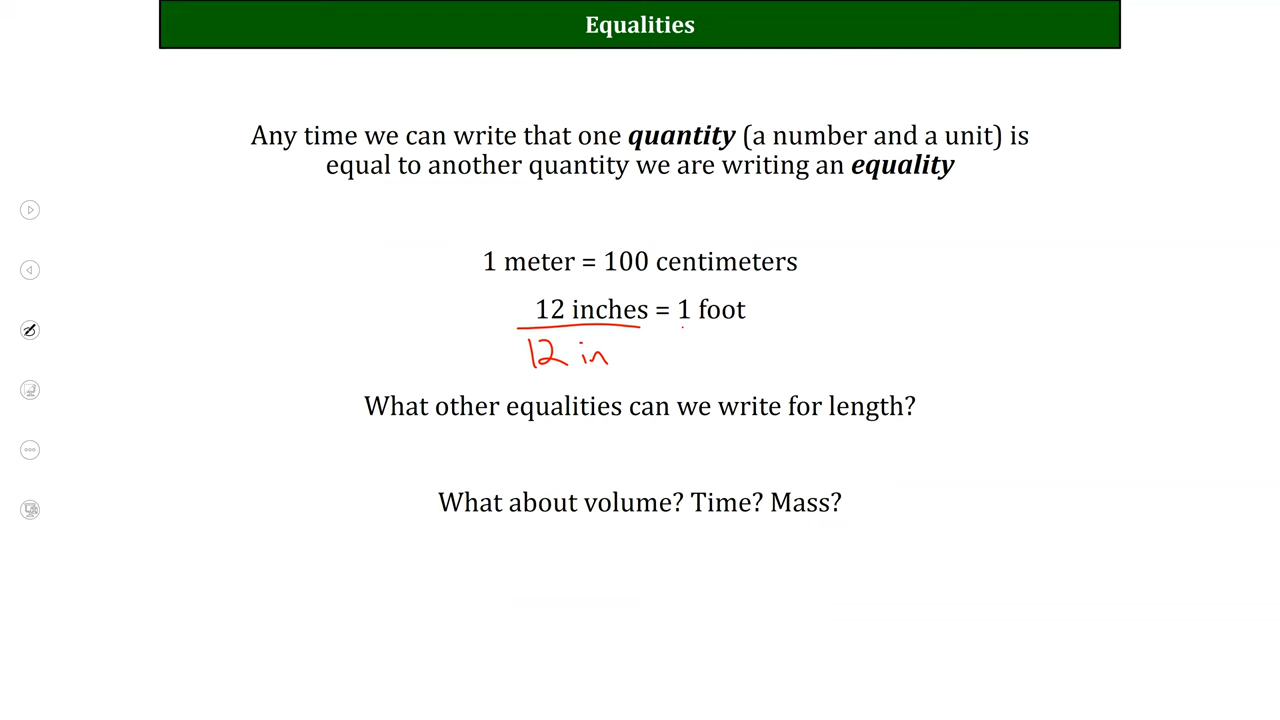 Equalities
Any time we can write that one quantity (a number and a unit) is
equal to another quantity we are writing an equality
1 meter = 100 centimeters
12 inches = 1 foot
12 in
What other equalities can we write for length?
What about volume? Time? Mass?